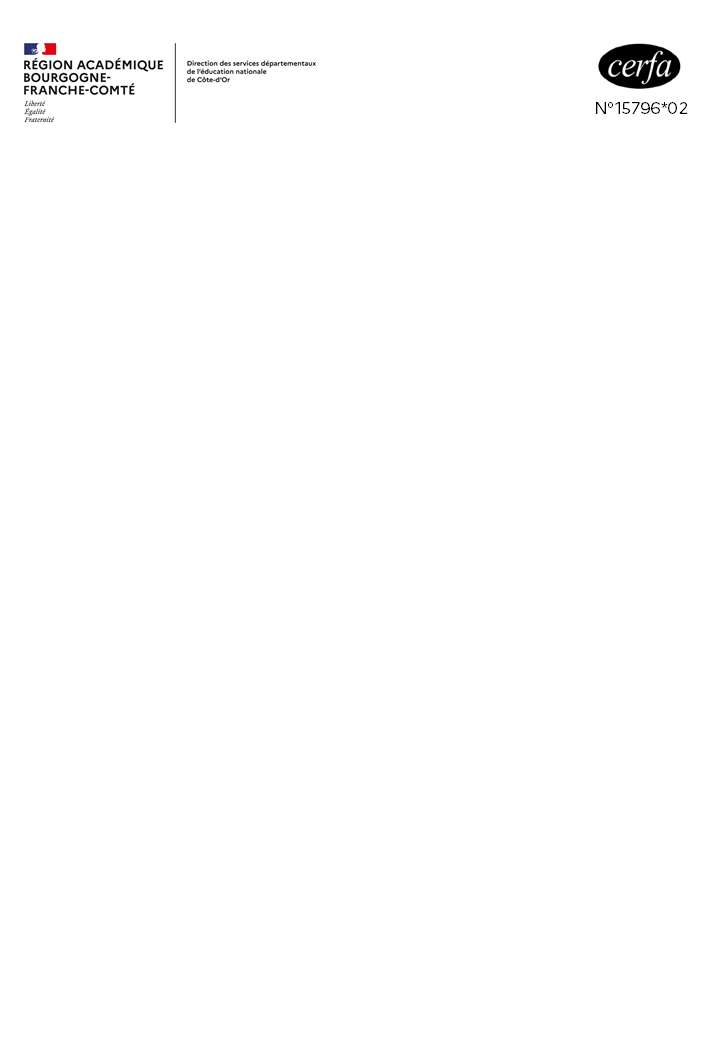 RÉGION ACADÉMIQUE
BOURGOGNE-
FRANCHE-COMTÉ
Liberté
Égalité
Fraternité
Direction des services départementaux
de l'éducation nationale
de Côte-d'Or
cerfa
N°15796*02